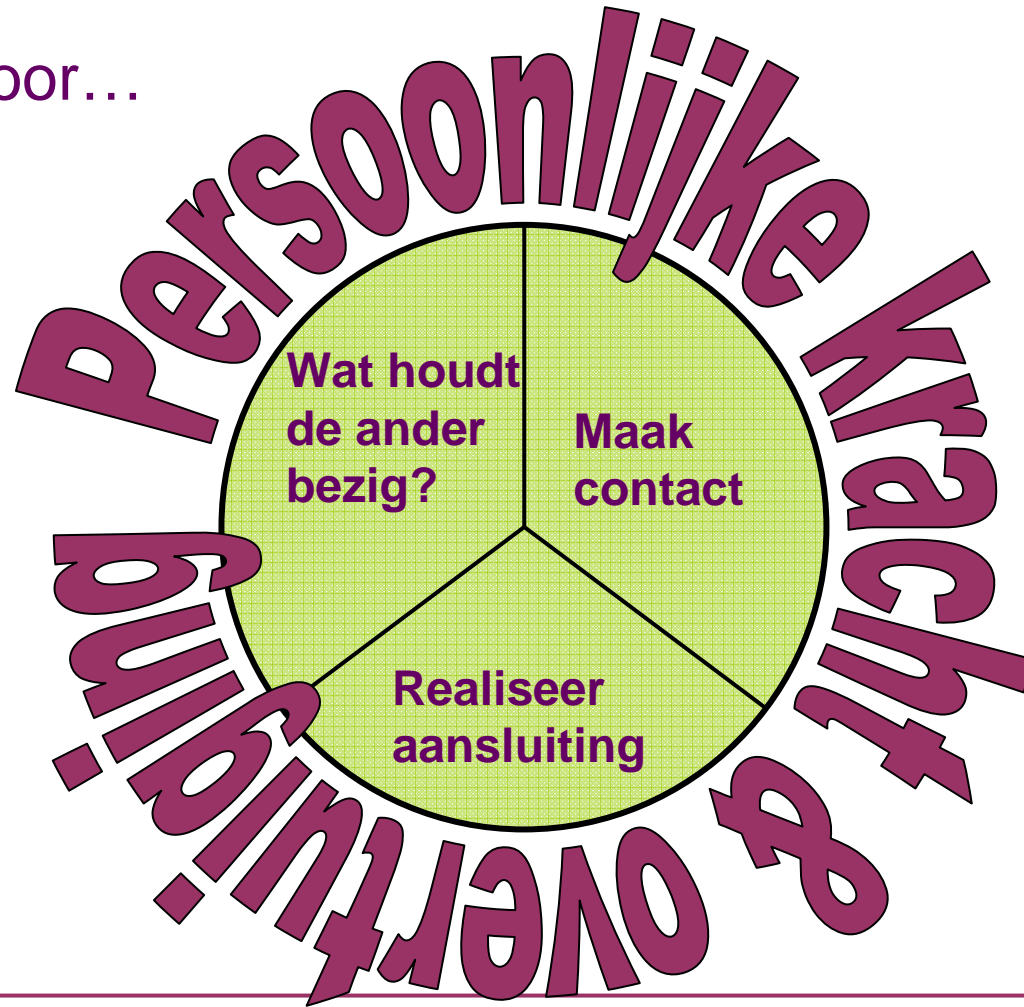 oor…
Persoonlijke kracht & overtuiging
Wat houdt
de ander
bezig?
Maak
contact
Realiseer
aansluiting